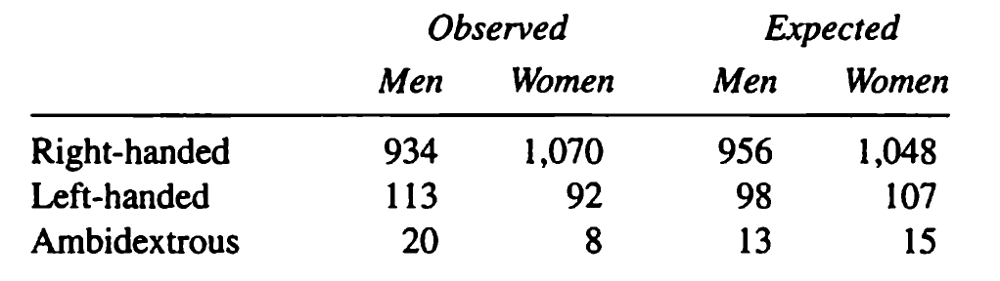 Observed Expected
Men Women Men Women
Right-handed 934 1,070 956 1,048
Left-handed 113 92 98 107
Ambidextrous 20 8 13 15